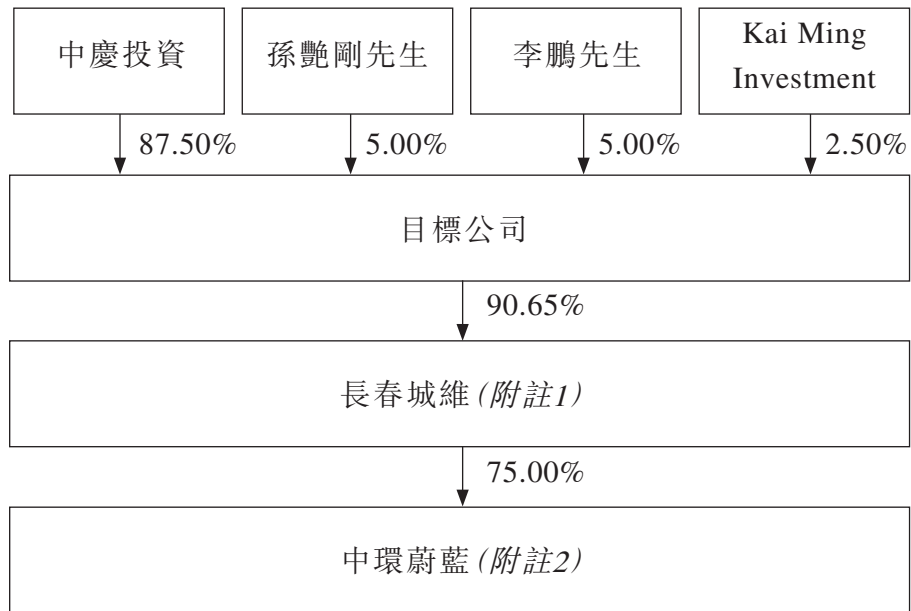 中慶投資
孫艷剛先生
李鵬先生
Kai Ming
Investment
87.50%
5.00%
5.00%
2.50%
目標公司
90.65%
長春城維(附註1)
75.00%
中環蔚藍(附註2)